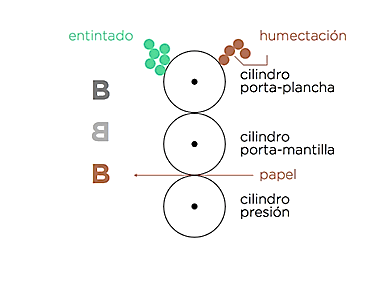 entintado
humectación
B
cilindro
porta-plancha
B
cilindro
porta-mantilla
B
papel
cilindro
presión